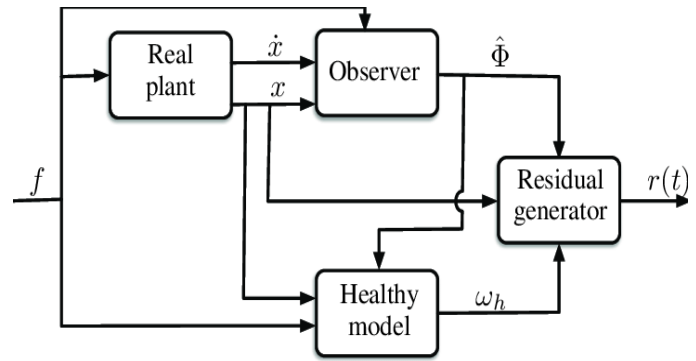 Real
plant
ẋ
x
Observer
Φ̂
f
Residual
generator
r(t)
Healthy
model
ω_h